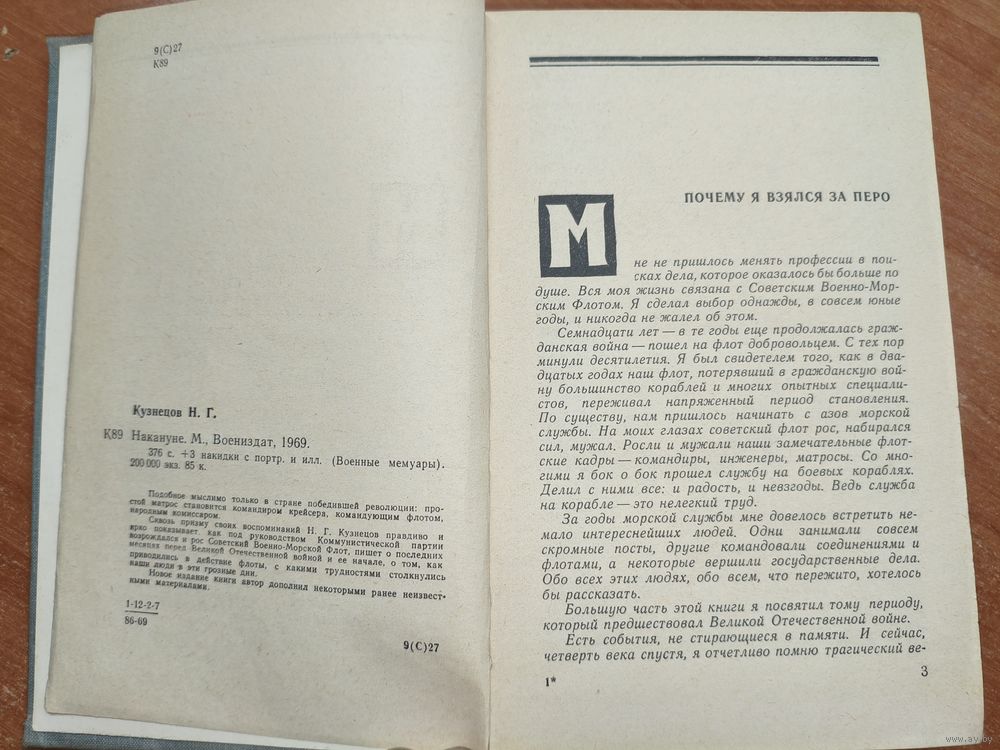 9(С)27
К89
Кузнецов Н. Г.
К89 Накануне. М., Воениздат, 1969.
376 с. +3 накидки с портр. и илл. (Военные мемуары).
200 000 экз. 85 к.
Подобное мыслимо только в стране победившей революции: про-
стой матрос становится командиром крейсера, командующим флотом,
народным комиссаром.
Сквозь призму своих воспоминаний Н. Г. Кузнецов правдиво и
ярко показывает, как под руководством Коммунистической партии
возрождался и рос Советский Военно-Морской Флот, пишет о последних
месяцах перед Великой Отечественной войной и ее начале, о том, как
приводились в действие флоты, с какими трудностями столкнулись
наши люди в эти грозные дни.
Новое издание книги автор дополнил некоторыми ранее неизвест-
ными материалами.
1-12-2-7
86-69
9(С)27
ПОЧЕМУ Я ВЗЯЛСЯ ЗА ПЕРО
Мне не пришлось менять профессии в пои-
сках дела, которое оказалось бы больше по
душе. Вся моя жизнь связана с Советским Военно-Мор-
ским Флотом. Я сделал выбор однажды, в совсем юные
годы, и никогда не жалел об этом.
Семнадцати лет — в те годы еще продолжалась граж-
данская война — пошел на флот добровольцем. С тех пор
минули десятилетия. Я был свидетелем того, как в два-
дцатых годах наш флот, потерявший в гражданскую вой-
ну большинство кораблей и многих опытных специали-
стов, переживал напряженный период становления.
По существу, нам пришлось начинать с азов морской
службы. На моих глазах советский флот рос, набирался
сил, мужал. Росли и мужали наши замечательные флот-
ские кадры — командиры, инженеры, матросы. Со мно-
гими я бок о бок прошел службу на боевых кораблях.
Делил с ними все: и радость, и невзгоды. Ведь служба
на корабле — это нелегкий труд.
За годы морской службы мне довелось встретить не-
мало интереснейших людей. Одни занимали совсем
скромные посты, другие командовали соединениями и
флотами, а некоторые вершили государственные дела.
Обо всех этих людях, обо всем, что пережито, хотелось
бы рассказать.
Большую часть этой книги я посвятил тому периоду,
который предшествовал Великой Отечественной войне.
Есть события, не стирающиеся в памяти. И сейчас,
четверть века спустя, я отчетливо помню трагический ве-
1*
3
www.ay.by